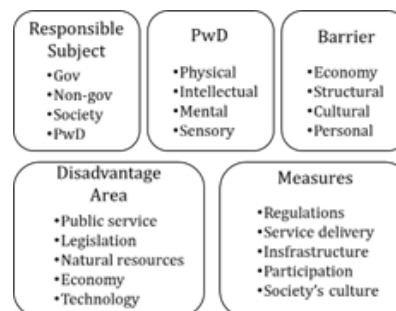 Responsible
Subject
•Gov
•Non-gov
•Society
•PwD
PwD
•Physical
•Intellectual
•Mental
•Sensory
Barrier
•Economy
•Structural
•Cultural
•Personal
Disadvantage
Area
•Public service
•Legislation
•Natural resources
•Economy
•Technology
Measures
•Regulations
•Service delivery
•Insfrastructure
•Participation
•Society's culture